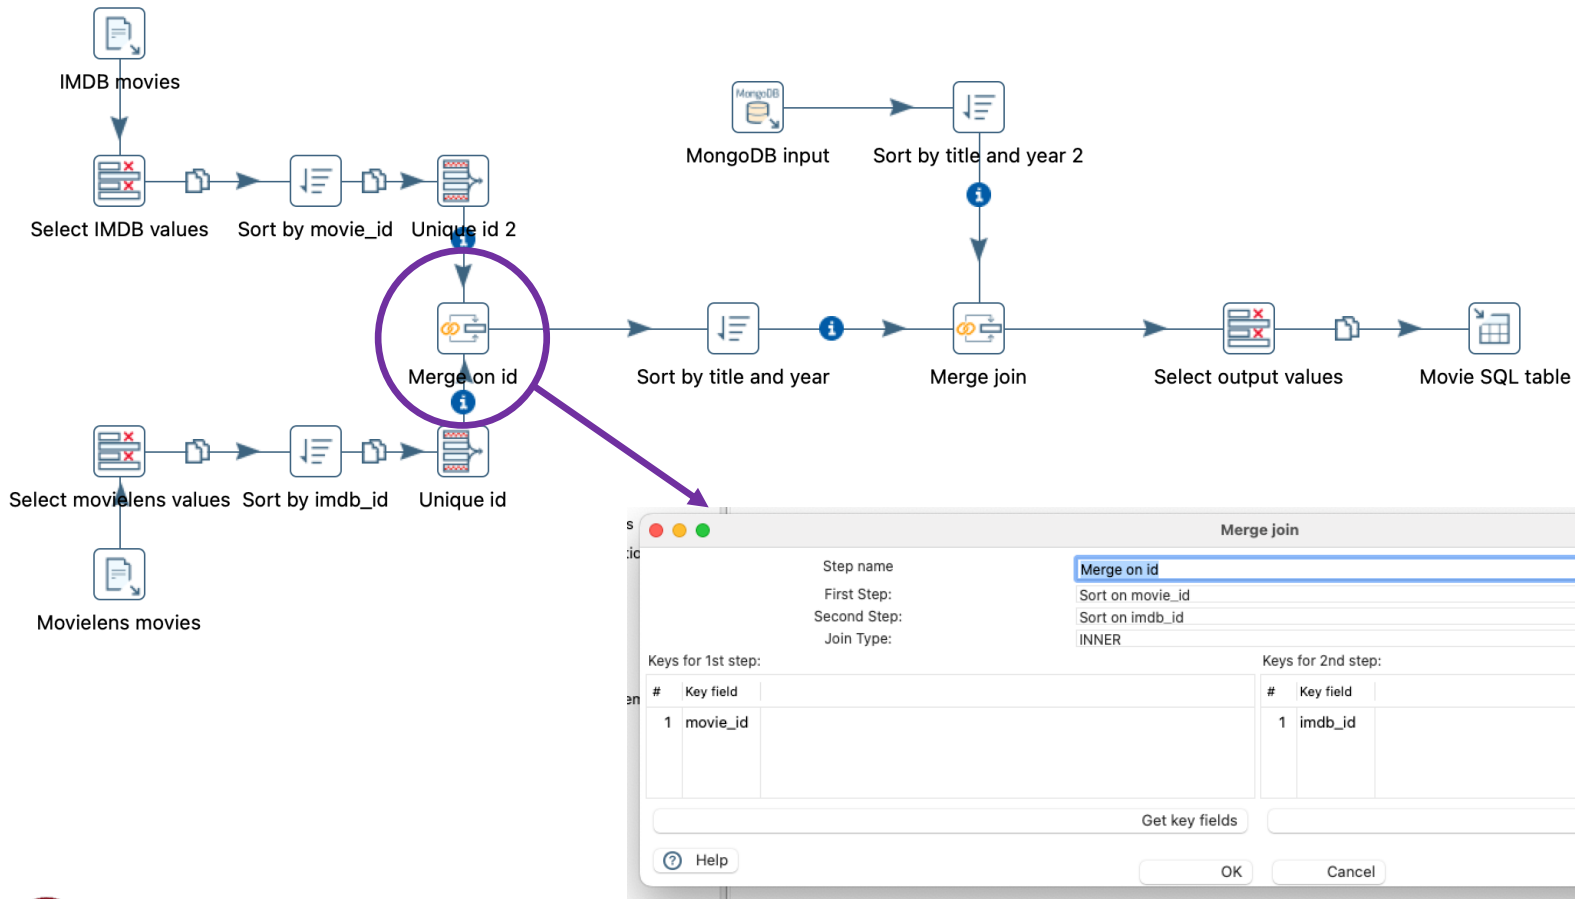 IMDB movies
MongoDB
MongoDB input
Sort by title and year 2
Select IMDB values
Sort by movie_id
Unique id 2
Merge on id
Sort by title and year
Merge join
Select output values
Movie SQL table
Select movielens values
Sort by imdb_id
Unique id
Movielens movies
Merge join
Step name
Merge on id
First Step:
Sort on movie_id
Second Step:
Sort on imdb_id
Join Type:
INNER
Keys for 1st step:
Keys for 2nd step:
# Key field
# Key field
1 movie_id
1 imdb_id
Get key fields
Help
OK
Cancel